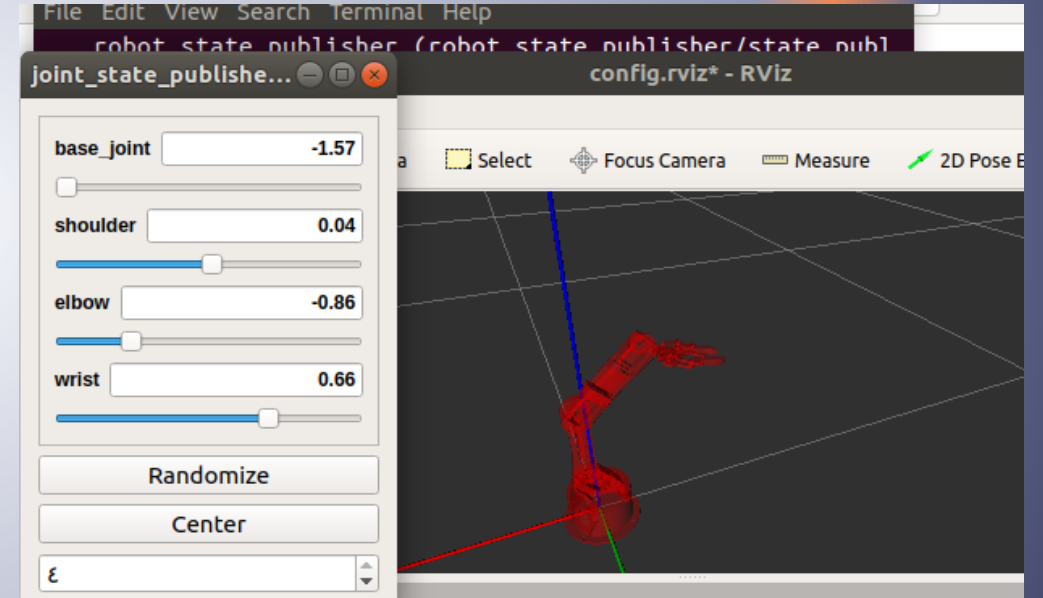 File Edit View Search Terminal Help
robot_state_publisher (robot_state_publisher/state_publ
joint_state_publishe...
config.rviz* - RViz
a Select Focus Camera Measure 2D Pose E
base_joint -1.57
shoulder 0.04
elbow -0.86
wrist 0.66
Randomize
Center
٤